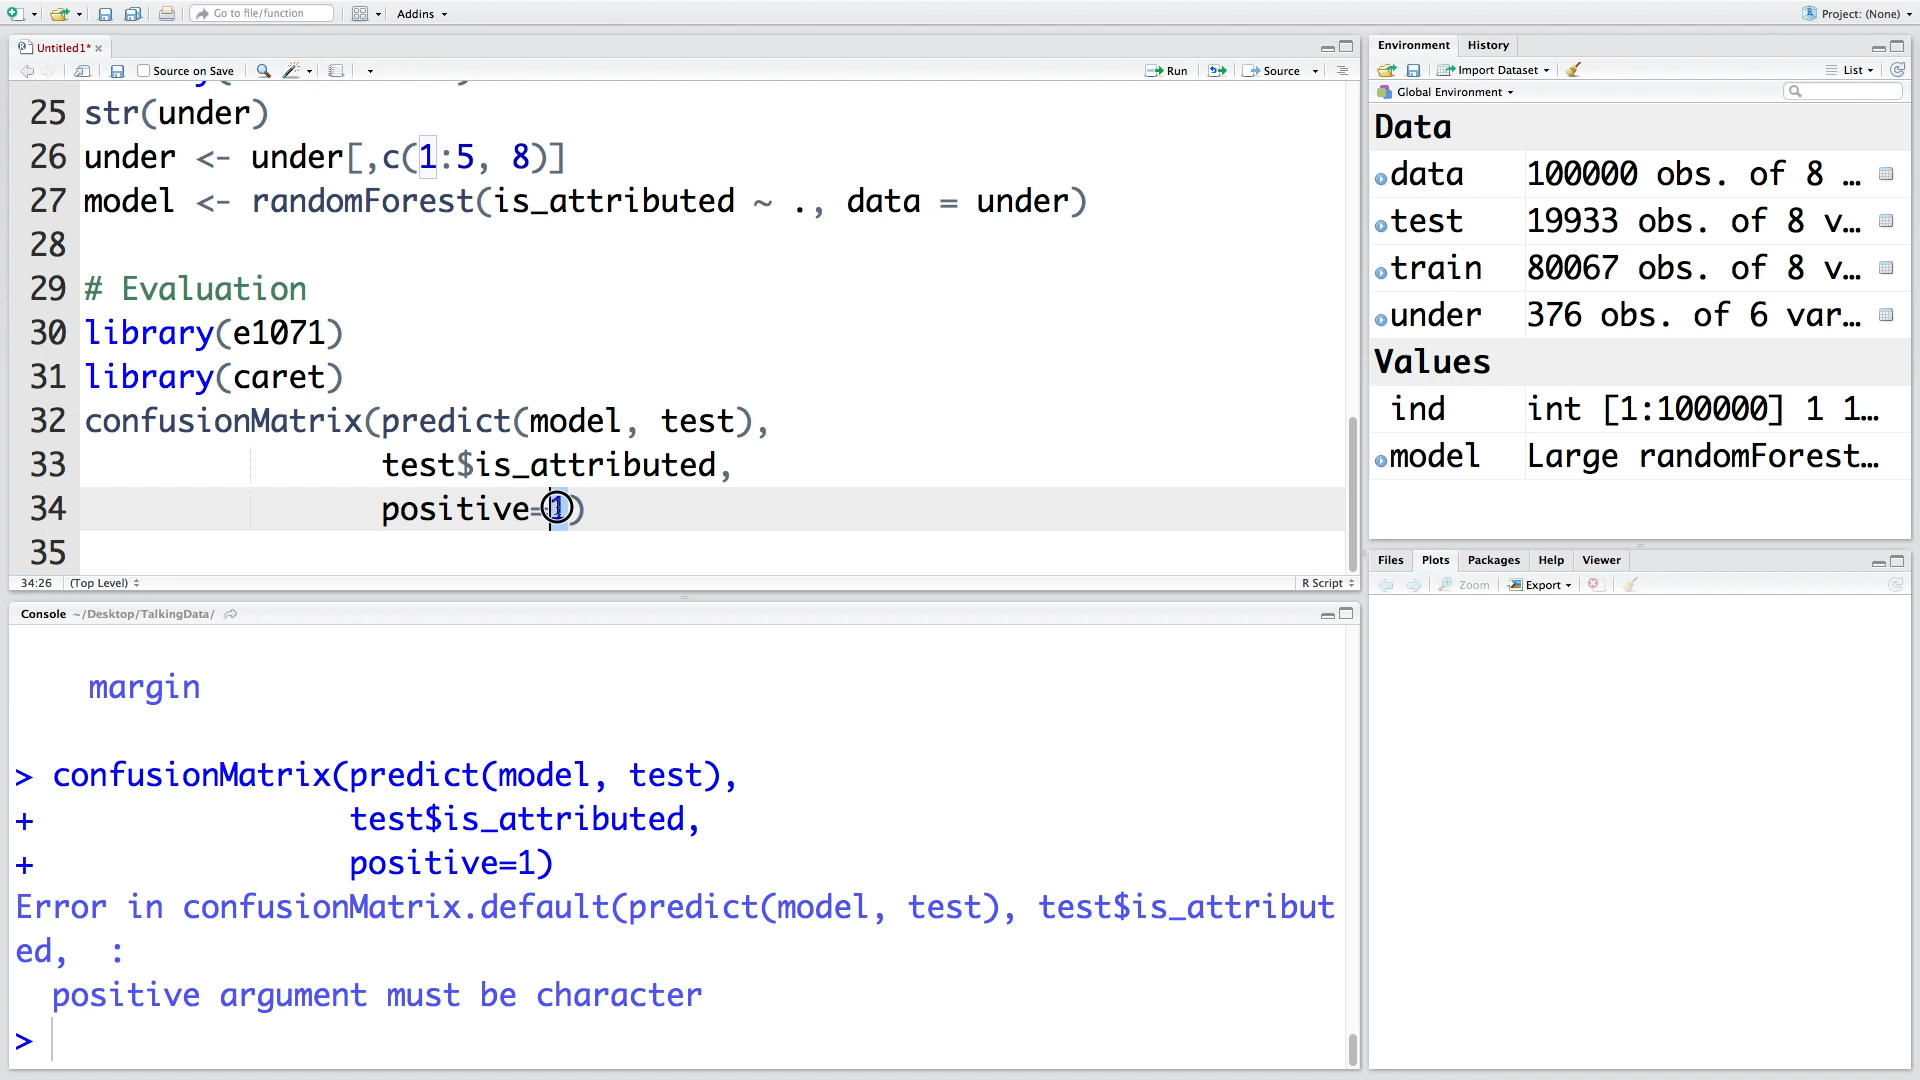 Go to file/function
Addins
Project: (None)
Untitled1*
Source on Save
Run
Source
25 str(under)
26 under <- under[,c(1:5, 8)]
27 model <- randomForest(is_attributed ~ ., data = under)
28
29 # Evaluation
30 library(e1071)
31 library(caret)
32 confusionMatrix(predict(model, test),
33 test$is_attributed,
34 positive=1)
35
34:26 (Top Level)
R Script
Console ~/Desktop/TalkingData/
margin
> confusionMatrix(predict(model, test),
+ test$is_attributed,
+ positive=1)
Error in confusionMatrix.default(predict(model, test), test$is_attribut
ed, :
positive argument must be character
>
Environment History
Import Dataset
List
Global Environment
Data
data 100000 obs. of 8 …
test 19933 obs. of 8 v…
train 80067 obs. of 8 v…
under 376 obs. of 6 var…
Values
ind int [1:100000] 1 1…
model Large randomForest…
Files Plots Packages Help Viewer
Zoom Export